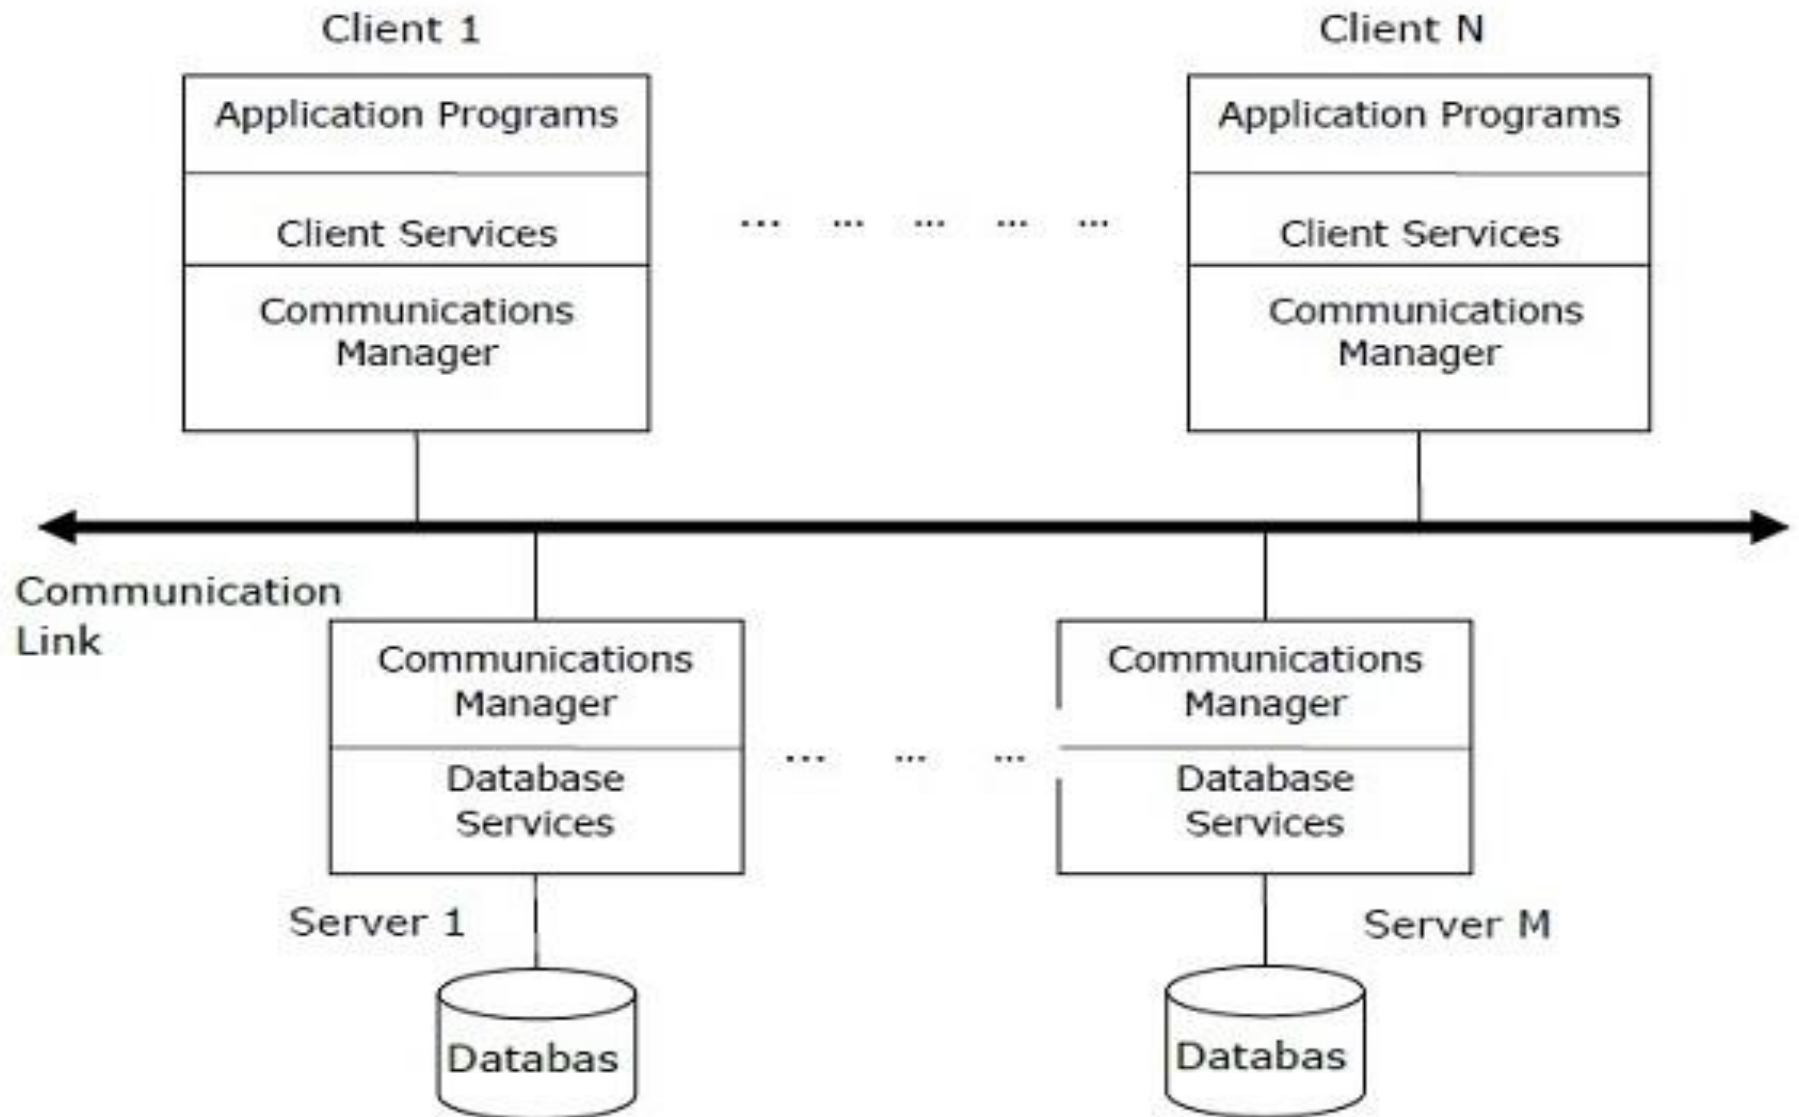 Client 1
Client N
Application Programs
Application Programs
Client Services
... ... ... ... ...
Client Services
Communications
Manager
Communications
Manager
Communication
Link
Communications
Manager
Communications
Manager
... ... ...
Database
Services
Database
Services
Server 1
Server M
Databas
Databas